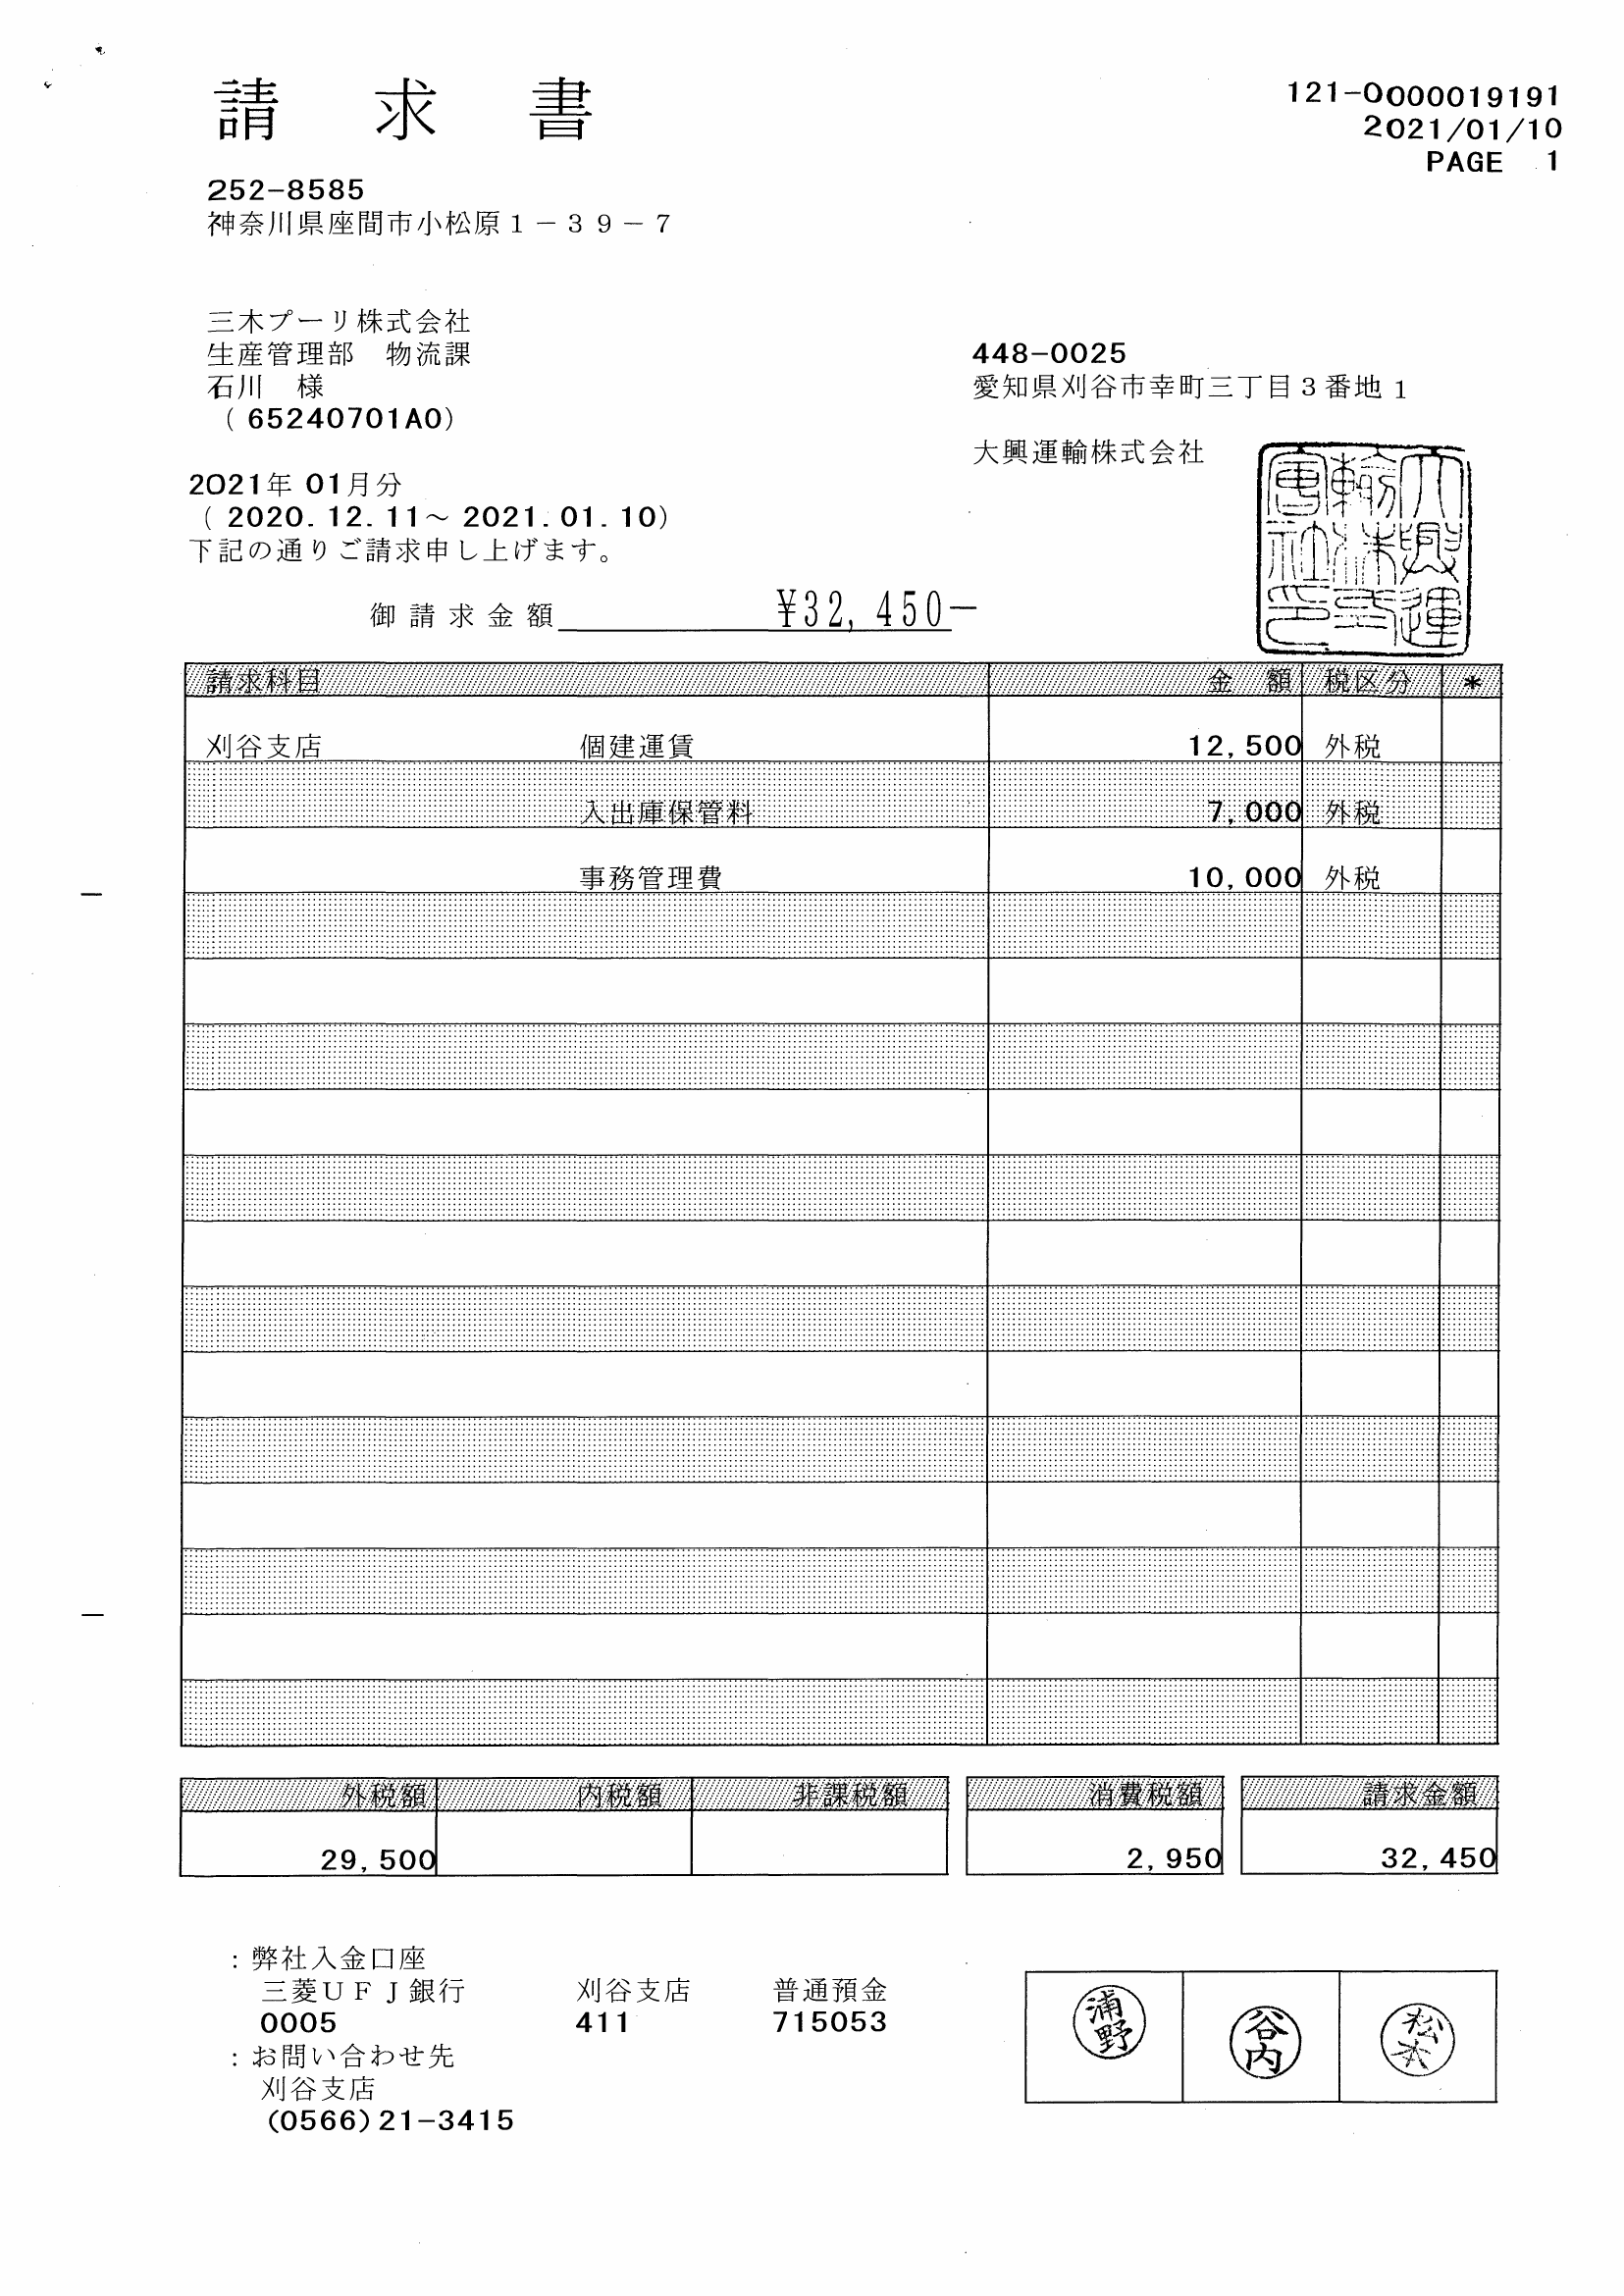 請求書
121-0000019191
2021/01/10
PAGE 1
252-8585
神奈川県座間市小松原１－３９－７
三木プーリ株式会社
生産管理部　物流課
石川　様
(65240701A0)
448-0025
愛知県刈谷市幸町三丁目３番地１
大興運輸株式会社
大興運輸株式會社之印
2021年 01月分
(2020.12.11～2021.01.10)
下記の通りご請求申し上げます。
御請求金額 ¥32,450－
請求科目 金　額 税区分 *
刈谷支店 個建運賃 12,500 外税
入出庫保管料 7,000 外税
事務管理費 10,000 外税
外税額 内税額 非課税額 消費税額 請求金額
29,500 2,950 32,450
：弊社入金口座
三菱ＵＦＪ銀行 刈谷支店 普通預金
0005 411 715053
：お問い合わせ先
刈谷支店
(0566)21-3415
浦野 谷内 松本